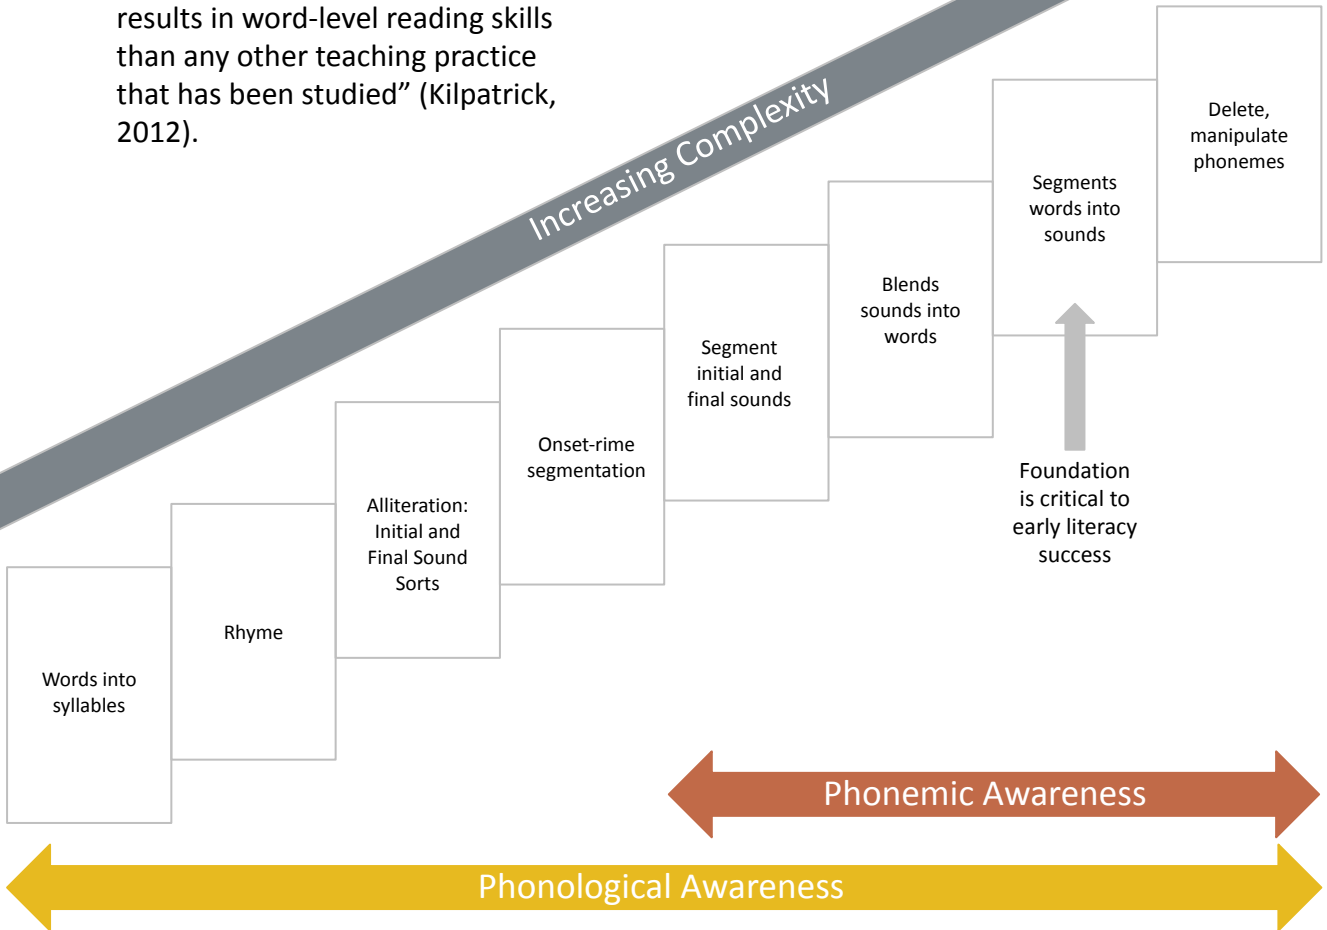 results in word-level reading skills
than any other teaching practice
that has been studied” (Kilpatrick,
2012).
Increasing Complexity
Words into
syllables
Rhyme
Alliteration:
Initial and
Final Sound
Sorts
Onset-rime
segmentation
Segment
initial and
final sounds
Blends
sounds into
words
Segments
words into
sounds
Delete,
manipulate
phonemes
Foundation
is critical to
early literacy
success
Phonemic Awareness
Phonological Awareness